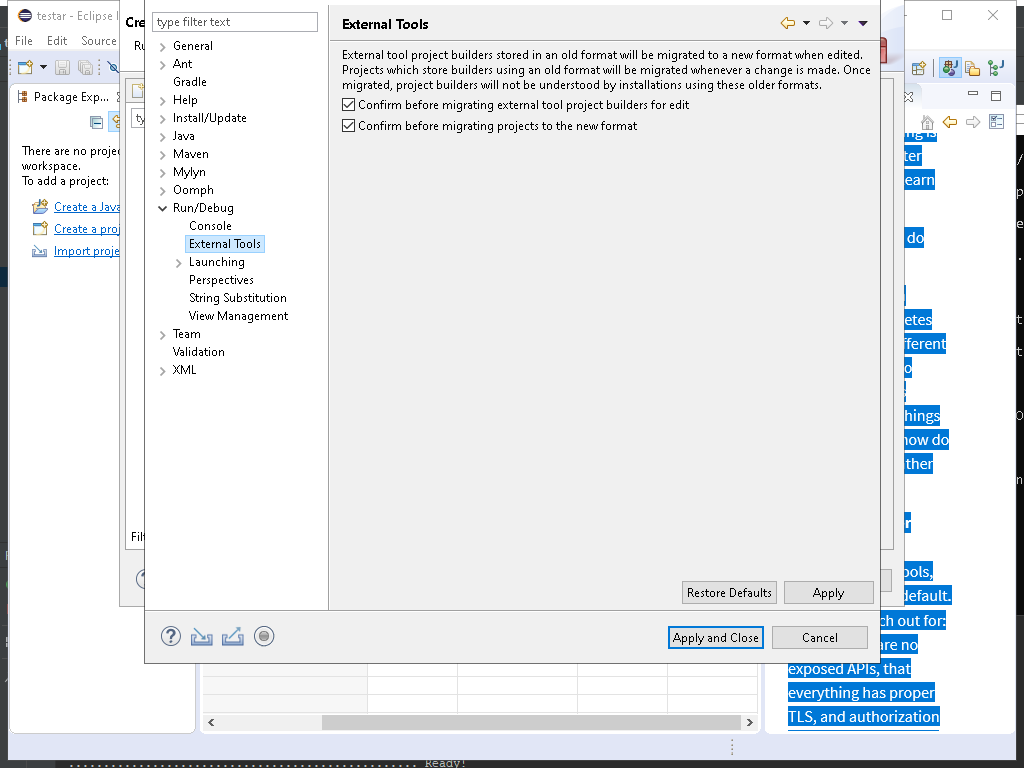 testar - Eclipse I
File Edit Source
Package Exp...
There are no proje
workspace.
To add a project:
Create a Java
Create a proj
Import proje
Cre
Ru
ty
Filt
type filter text
General
Ant
Gradle
Help
Install/Update
Java
Maven
Mylyn
Oomph
Run/Debug
Console
External Tools
Launching
Perspectives
String Substitution
View Management
Team
Validation
XML
External Tools
External tool project builders stored in an old format will be migrated to a new format when edited.
Projects which store builders using an old format will be migrated whenever a change is made. Once
migrated, project builders will not be understood by installations using these older formats.
Confirm before migrating external tool project builders for edit
Confirm before migrating projects to the new format
Restore Defaults Apply
Apply and Close Cancel
ng is
ter
earn
do
etes
fferent
o
hings
how do
ther
r
ools,
default.
ch out for:
are no
exposed APIs, that
everything has proper
TLS, and authorization
Ready!